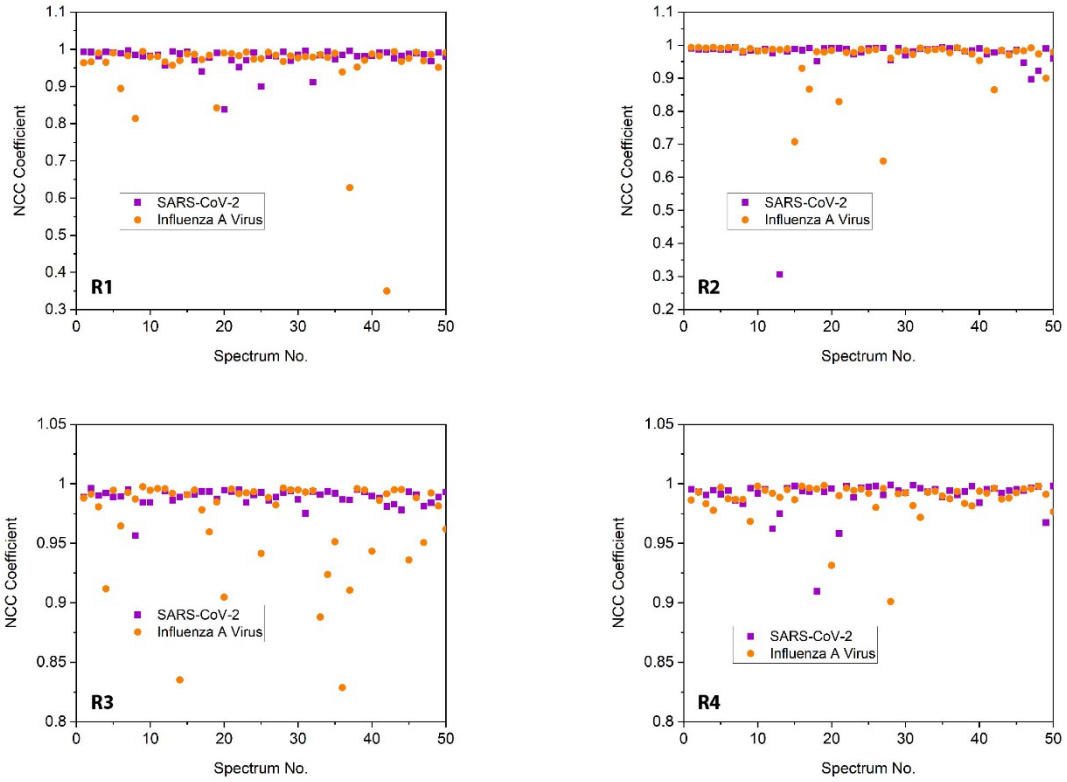 1.1
1
0.9
0.8
0.7
0.6
0.5
0.4
0.3
NCC Coefficient
SARS-CoV-2
Influenza A Virus
R1
0 10 20 30 40 50
Spectrum No.
1.1
1
0.9
0.8
0.7
0.6
0.5
0.4
0.3
0.2
NCC Coefficient
SARS-CoV-2
Influenza A Virus
R2
0 10 20 30 40 50
Spectrum No.
1.05
1
0.95
0.9
0.85
0.8
NCC Coefficient
SARS-CoV-2
Influenza A Virus
R3
0 10 20 30 40 50
Spectrum No.
1.05
1
0.95
0.9
0.85
0.8
NCC Coefficient
SARS-CoV-2
Influenza A Virus
R4
0 10 20 30 40 50
Spectrum No.